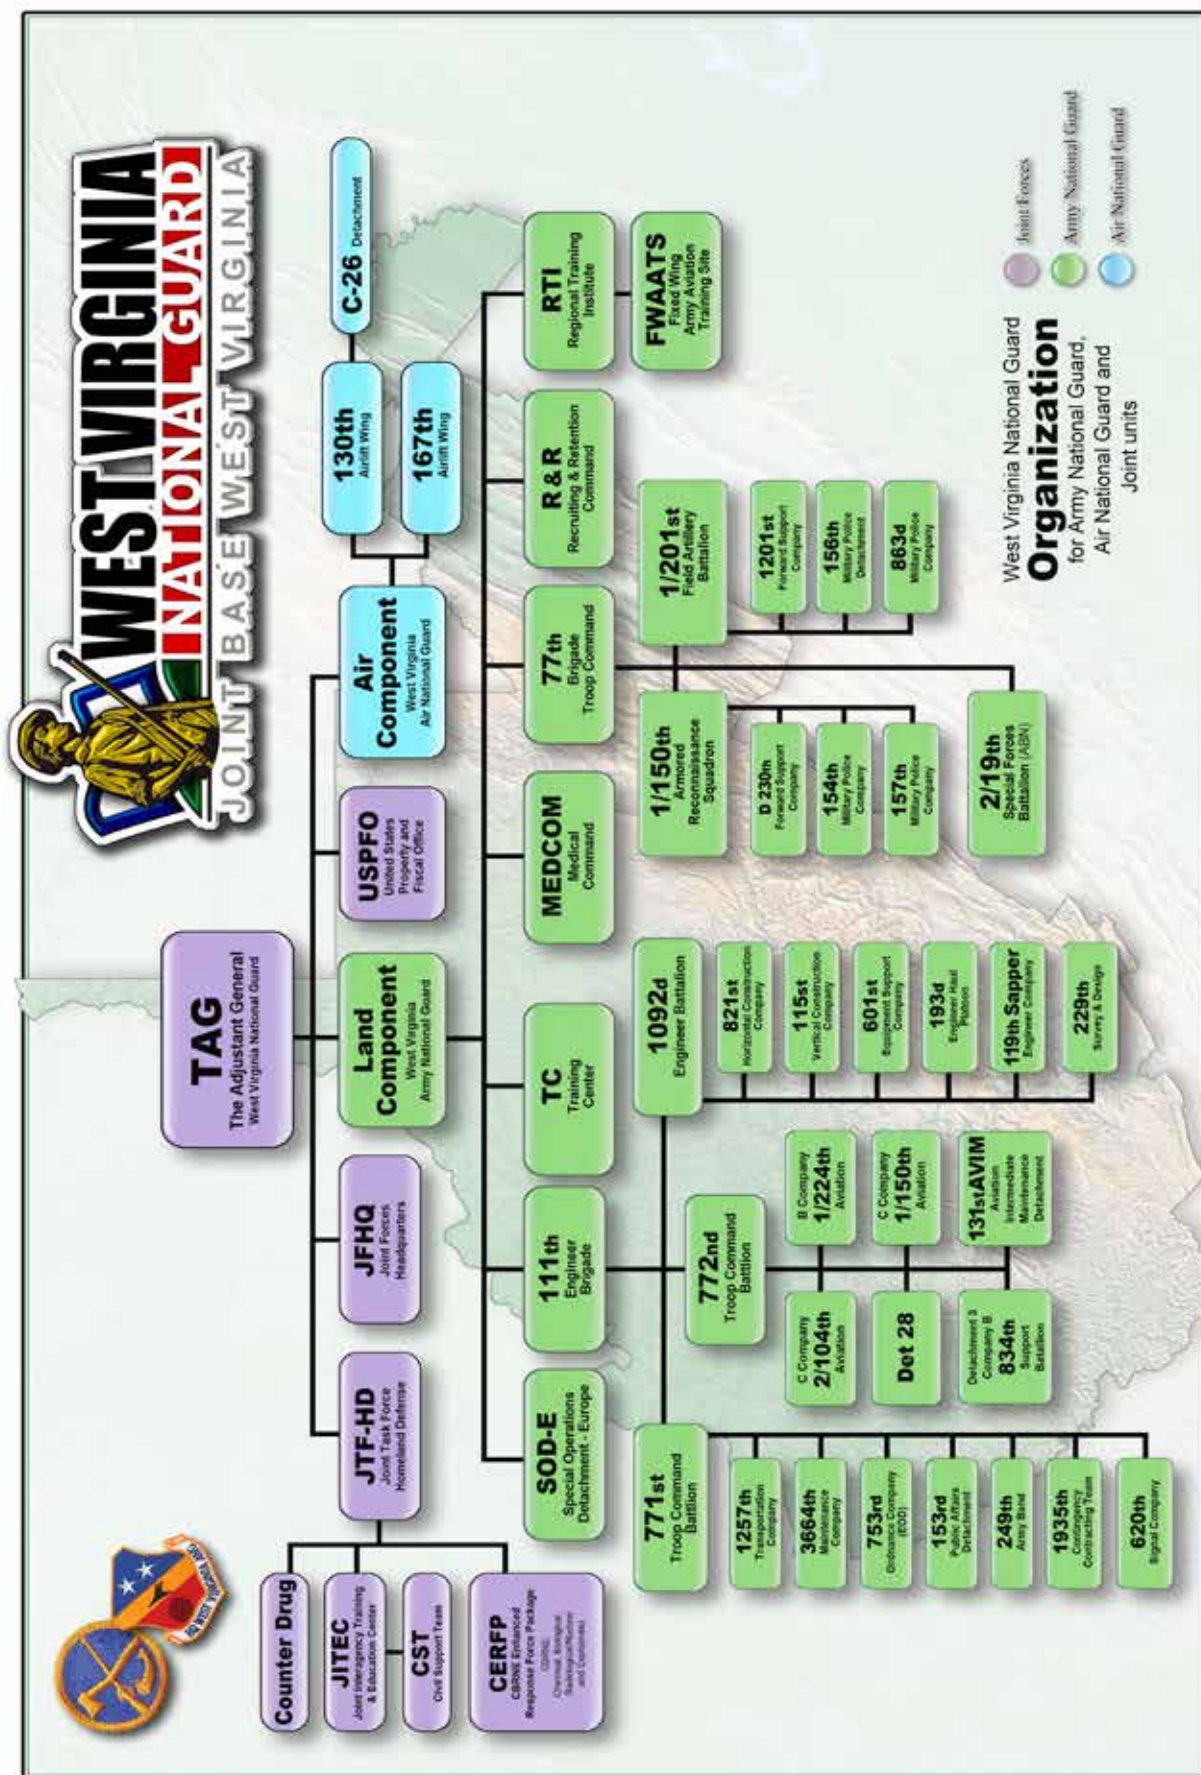 WEST VIRGINIA
NATIONAL GUARD
JOINT BASE WEST VIRGINIA
TAG
The Adjustant General
West Virginia National Guard
JTF-HD
Joint Task Force
Homeland Defense
JFHQ
Joint Forces
Headquarters
Land
Component
West Virginia
Army National Guard
USPFO
United States
Property and
Fiscal Office
Air
Component
West Virginia
Air National Guard
130th
Airlift Wing
167th
Airlift Wing
C-26 Detachment
Counter Drug
JITEC
Joint Interagency Training
& Education Center
CST
Civil Support Team
CERFP
CBRNE Enhanced
Response Force Package
SOD-E
Special Operations
Detachment - Europe
111th
Engineer
Brigade
TC
Training
Center
MEDCOM
Medical
Command
77th
Brigade
Troop Command
R & R
Recruiting & Retention
Command
RTI
Regional Training
Institute
FWAATS
Fixed Wing
Army Aviation
Training Site
771st
Troop Command
Battlion
1257th
Transportation
Company
3664th
Maintenance
Company
753rd
Ordnance Company
(EOD)
153rd
Public Affairs
Detachment
249th
Army Band
1935th
Contingency
Contracting Team
620th
Signal Company
772nd
Troop Command
Battlion
C Company
2/104th
Aviation
B Company
1/224th
Aviation
Det 28
C Company
1/150th
Aviation
Detachment 3
Company B
834th
Support
Batallion
131stAVIM
Aviation
Intermediate
Maintenance
Detachment
1092d
Engineer Battalion
821st
Horizontal Construction
Company
115st
Vertical Construction
Company
601st
Equipment Support
Company
193d
Engineer Haul
Platoon
119th Sapper
Engineer Company
229th
Survey & Design
1/150th
Armored
Reconnaissance
Squadron
D 230th
Forward Support
Company
154th
Military Police
Company
157th
Military Police
Company
1/201st
Field Artillery
Battalion
1201st
Forward Support
Company
156th
Military Police
Detachment
863d
Military Police
Company
2/19th
Special Forces
Battalion (ABN)
West Virginia National Guard
Organization
for Army National Guard,
Air National Guard and
Joint units
Joint Forces
Army National Guard
Air National Guard